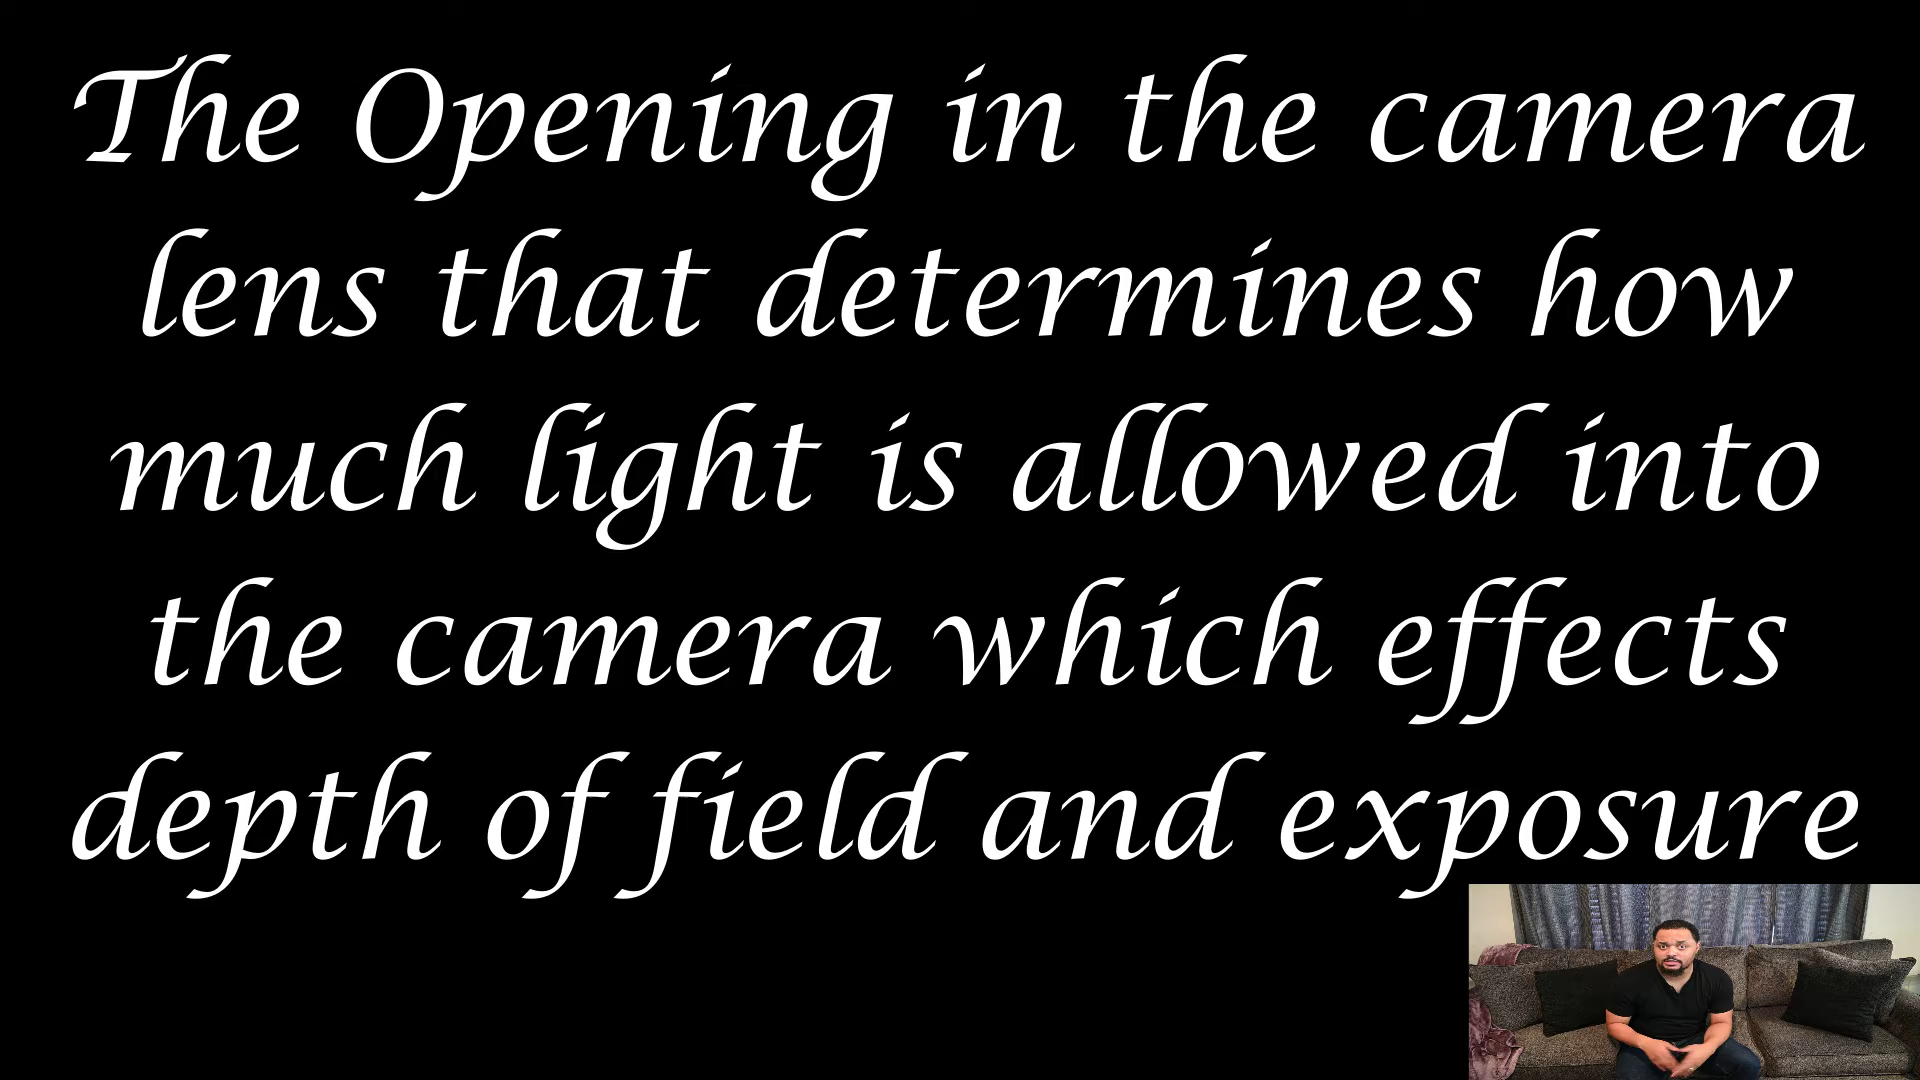 The Opening in the camera
lens that determines how
much light is allowed into
the camera which effects
depth of field and exposure